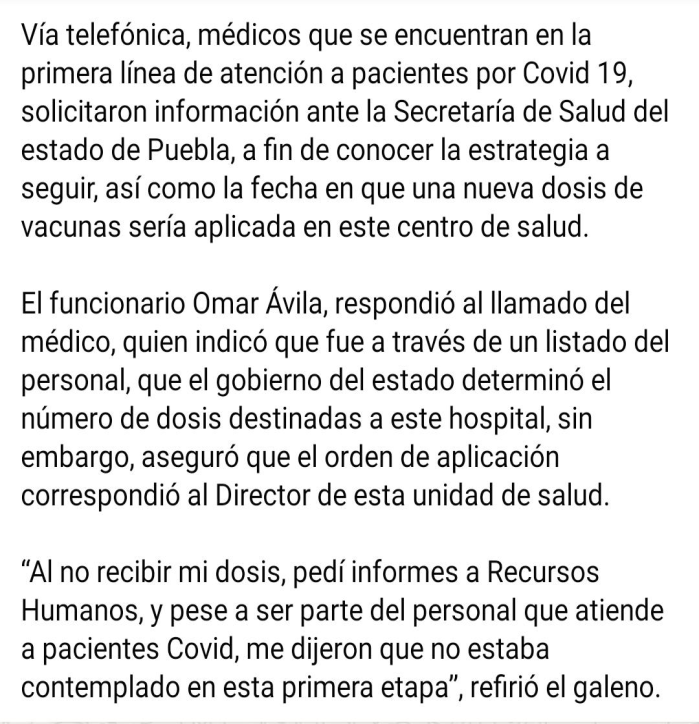 Vía telefónica, médicos que se encuentran en la
primera línea de atención a pacientes por Covid 19,
solicitaron información ante la Secretaría de Salud del
estado de Puebla, a fin de conocer la estrategia a
seguir, así como la fecha en que una nueva dosis de
vacunas sería aplicada en este centro de salud.
El funcionario Omar Ávila, respondió al llamado del
médico, quien indicó que fue a través de un listado del
personal, que el gobierno del estado determinó el
número de dosis destinadas a este hospital, sin
embargo, aseguró que el orden de aplicación
correspondió al Director de esta unidad de salud.
“Al no recibir mi dosis, pedí informes a Recursos
Humanos, y pese a ser parte del personal que atiende
a pacientes Covid, me dijeron que no estaba
contemplado en esta primera etapa”, refirió el galeno.